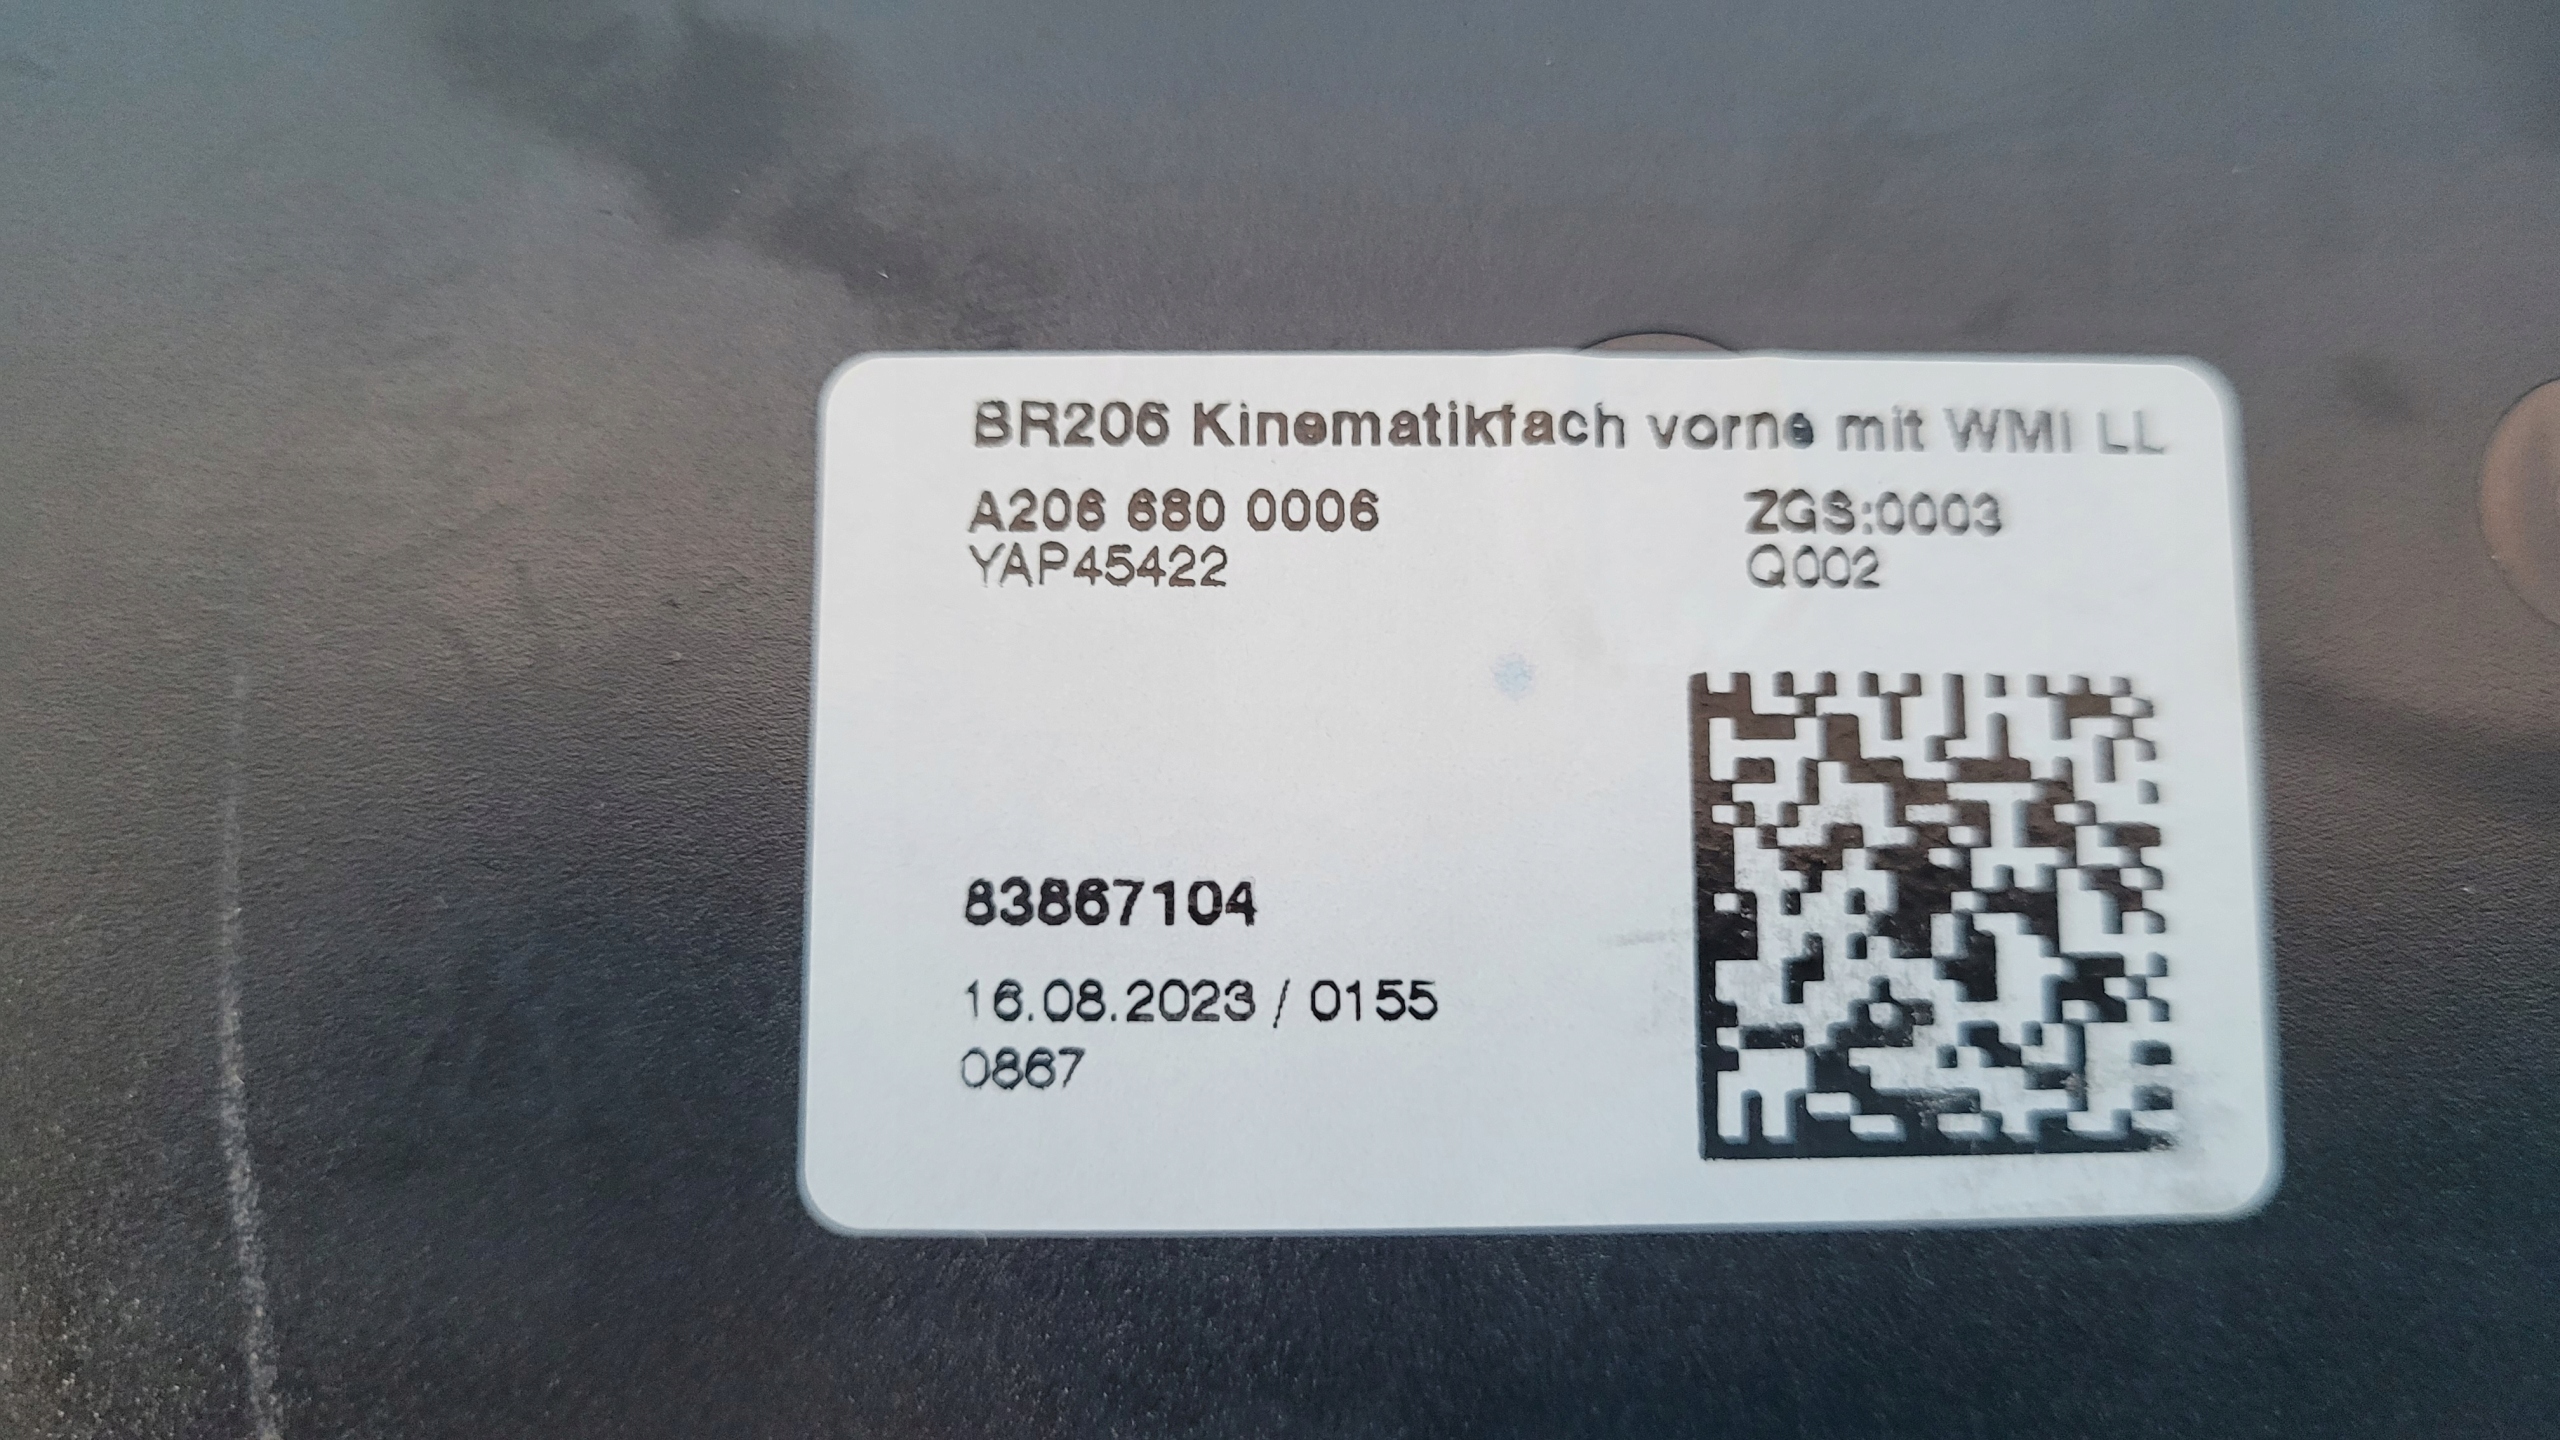 BR206 Kinematikfach vorne mit WMI LL
A206 680 0006 ZGS:0003
YAP45422 Q002
83867104
16.08.2023 / 0155
0867